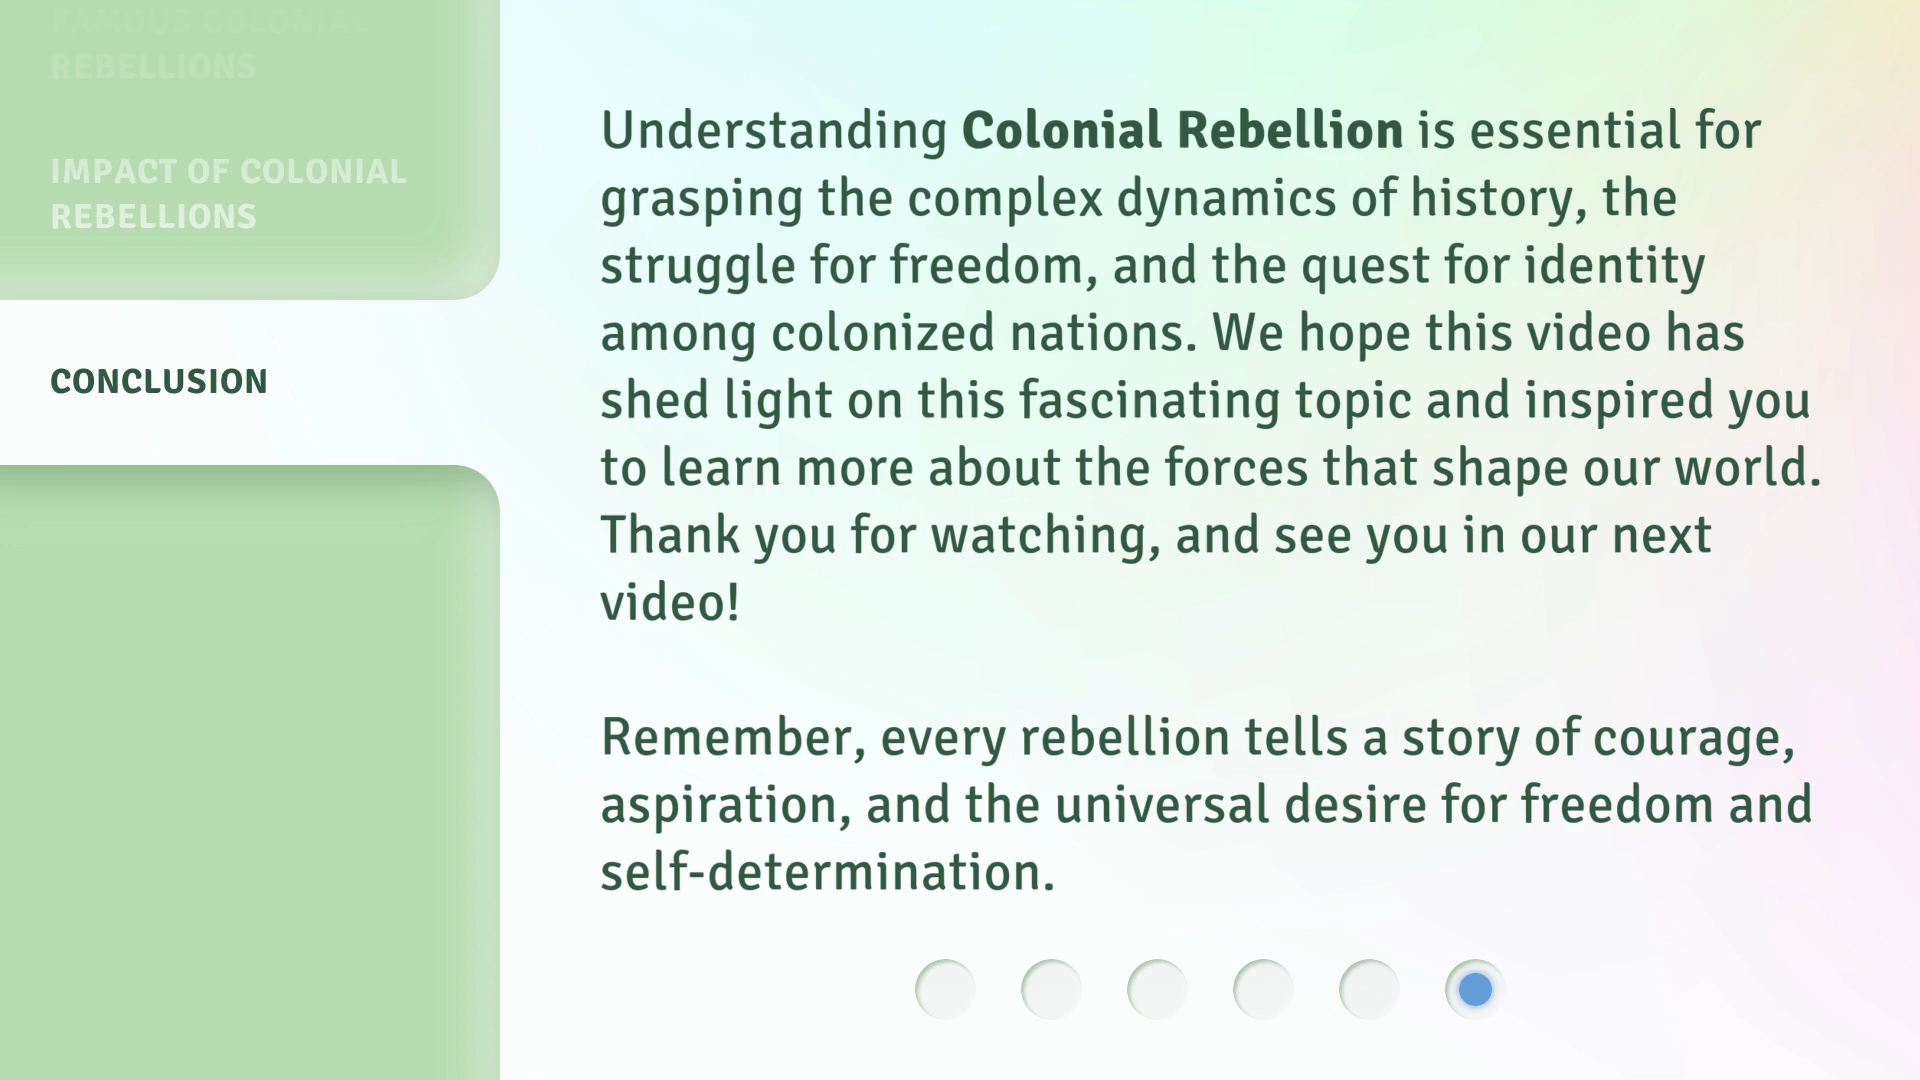 FAMOUS COLONIAL
REBELLIONS
IMPACT OF COLONIAL
REBELLIONS
CONCLUSION
Understanding Colonial Rebellion is essential for
grasping the complex dynamics of history, the
struggle for freedom, and the quest for identity
among colonized nations. We hope this video has
shed light on this fascinating topic and inspired you
to learn more about the forces that shape our world.
Thank you for watching, and see you in our next
video!
Remember, every rebellion tells a story of courage,
aspiration, and the universal desire for freedom and
self-determination.